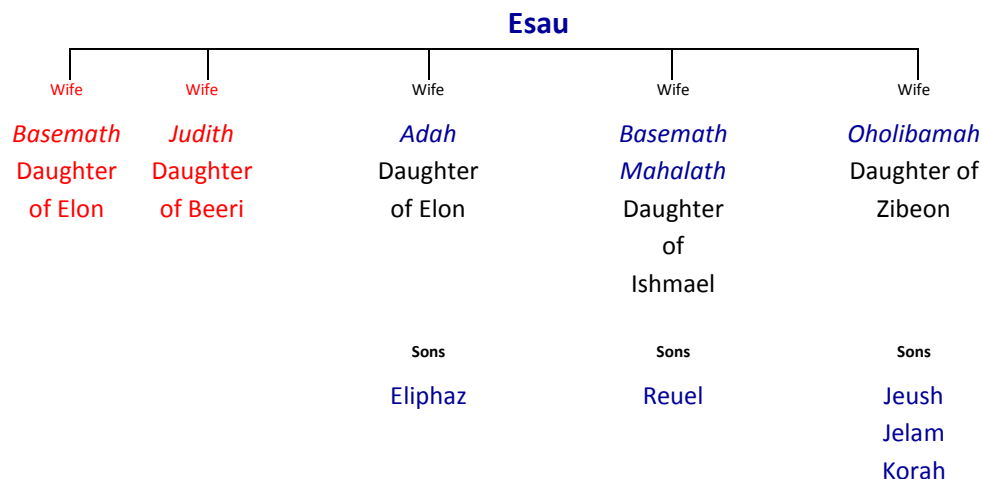 Esau
Wife Wife Wife Wife Wife
Basemath Judith Adah Basemath Oholibamah
Daughter Daughter Daughter Mahalath Daughter of
of Elon of Beeri of Elon Daughter Zibeon
of
Ishmael
Sons Sons Sons
Eliphaz Reuel Jeush
Jelam
Korah